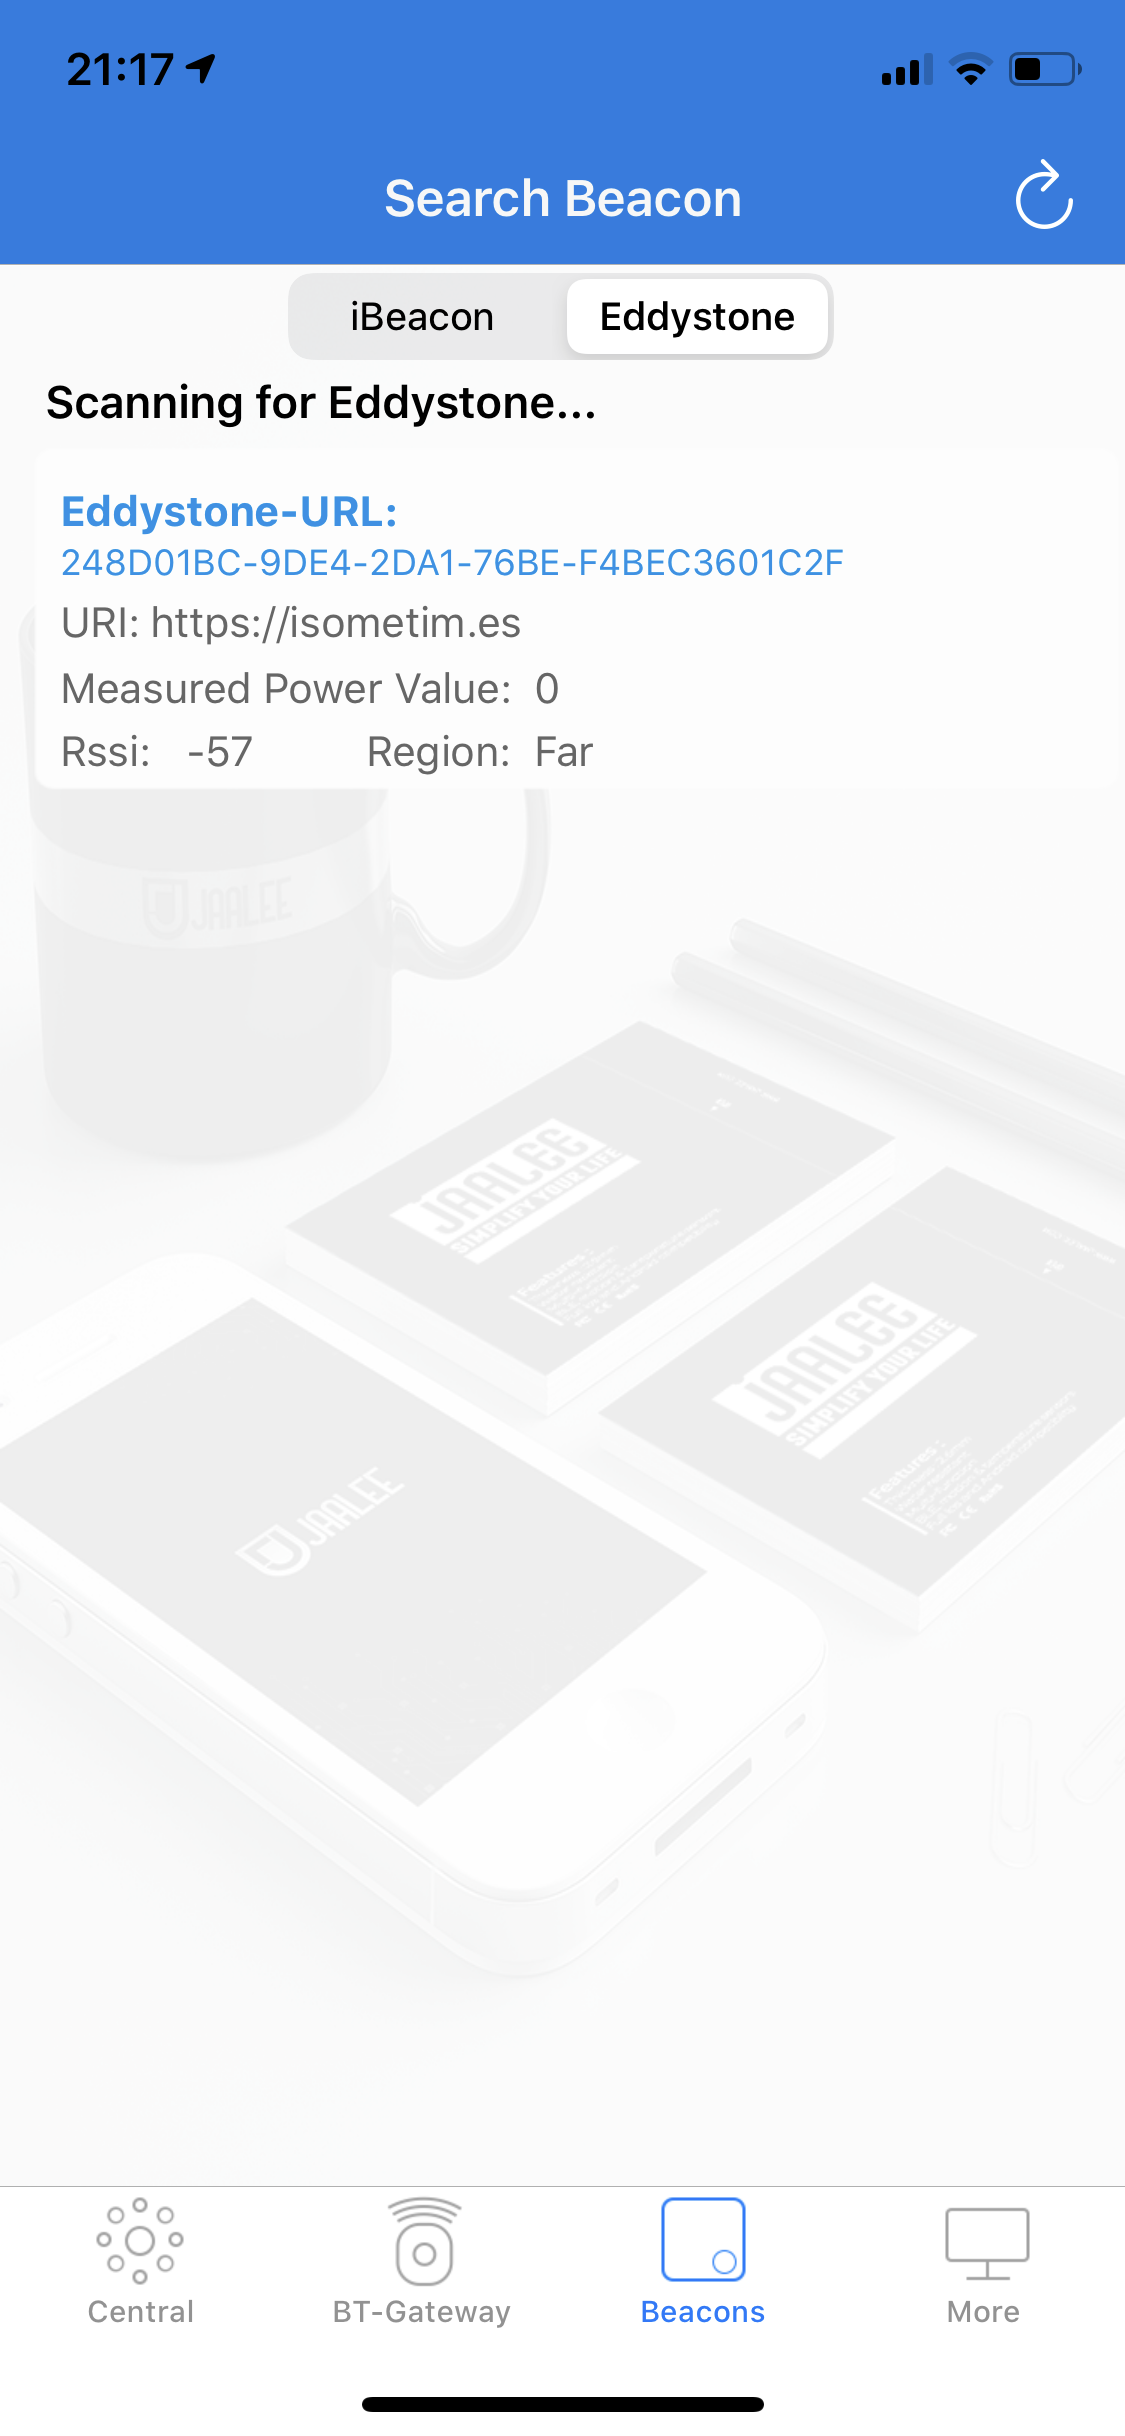 21:17
Search Beacon
iBeacon Eddystone
Scanning for Eddystone...
Eddystone-URL:
248D01BC-9DE4-2DA1-76BE-F4BEC3601C2F
URI: https://isometim.es
Measured Power Value: 0
Rssi: -57 Region: Far
JAALEE
JAALEE
SIMPLIFY YOUR LIFE
Features:
JAALEE
SIMPLIFY YOUR LIFE
Features:
JAALEE
Central BT-Gateway Beacons More